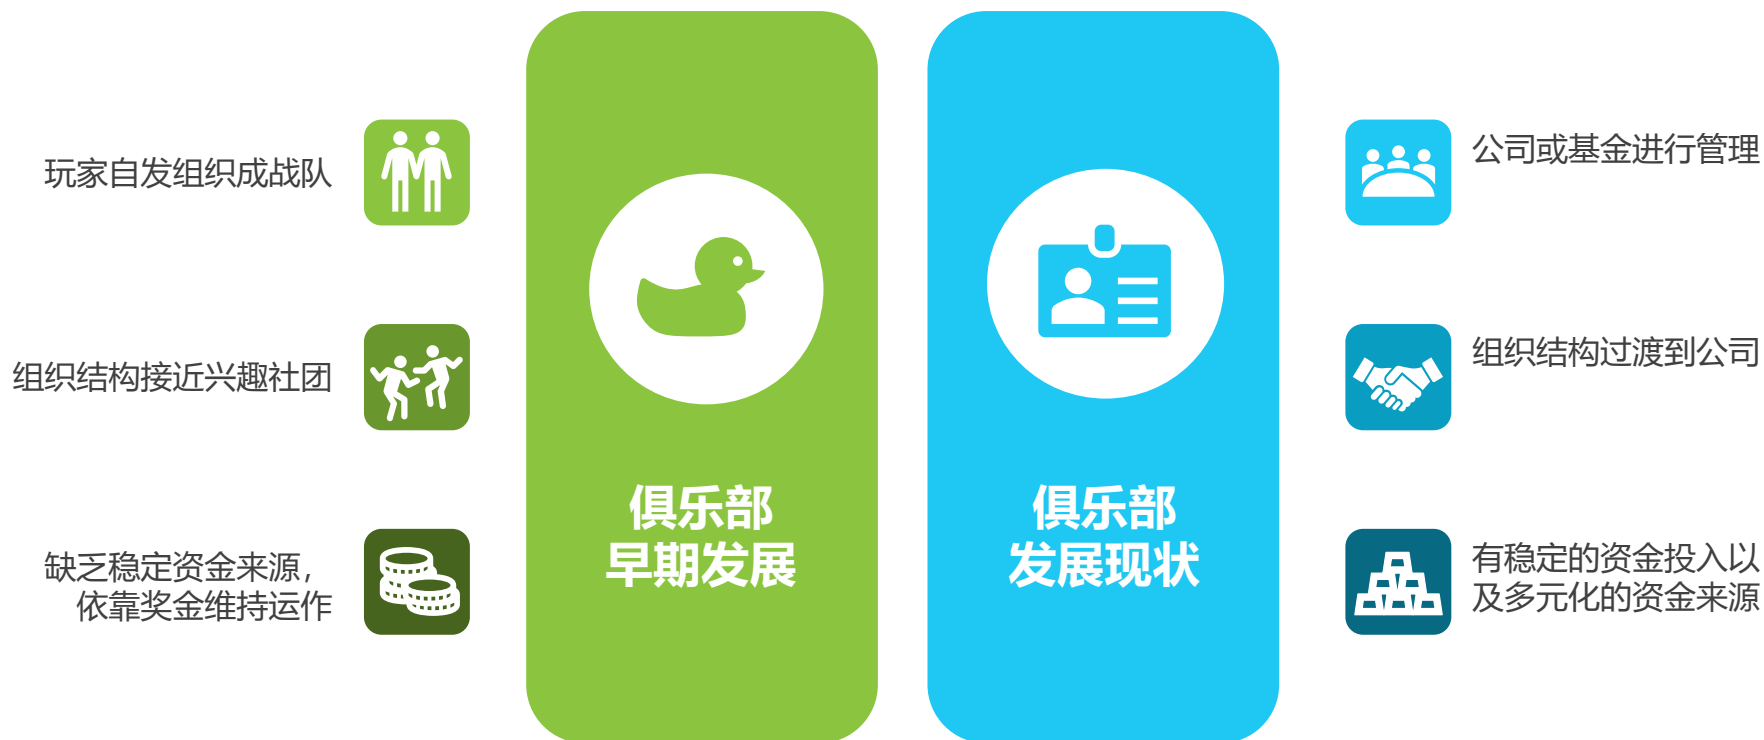 玩家自发组织成战队
组织结构接近兴趣社团
缺乏稳定资金来源，
依靠奖金维持运作
俱乐部
早期发展
俱乐部
发展现状
公司或基金进行管理
组织结构过渡到公司
有稳定的资金投入以
及多元化的资金来源